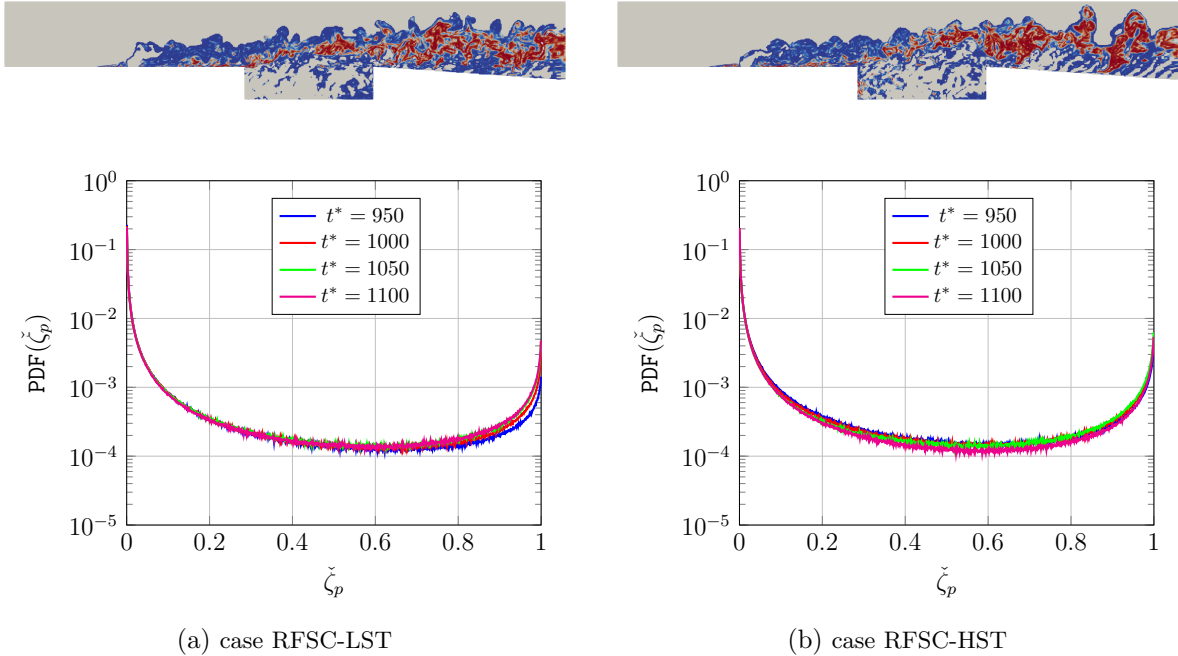 10^0
10^{-1}
10^{-2}
10^{-3}
10^{-4}
10^{-5}
PDF(ζ̌_p)
t* = 950
t* = 1000
t* = 1050
t* = 1100
0 0.2 0.4 0.6 0.8 1
ζ̌_p
(a) case RFSC-LST
10^0
10^{-1}
10^{-2}
10^{-3}
10^{-4}
10^{-5}
PDF(ζ̌_p)
t* = 950
t* = 1000
t* = 1050
t* = 1100
0 0.2 0.4 0.6 0.8 1
ζ̌_p
(b) case RFSC-HST